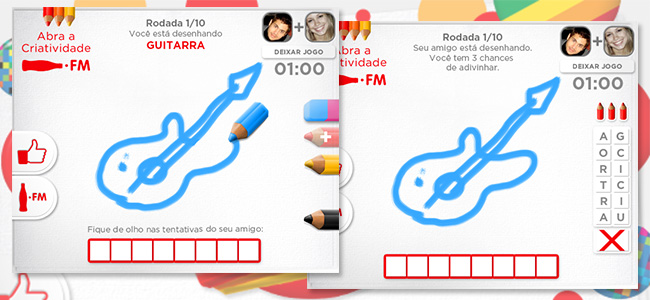 Abra a
Criatividade
.FM
Rodada 1/10
Você está desenhando
GUITARRA
+
DEIXAR JOGO
01:00
.FM
Fique de olho nas tentativas do seu amigo:
Abra a
Criatividade
.FM
Rodada 1/10
Seu amigo está desenhando.
Você tem 3 chances
de adivinhar.
+
DEIXAR JOGO
01:00
A G
O C
R I
T C
R I
I A
A U
X